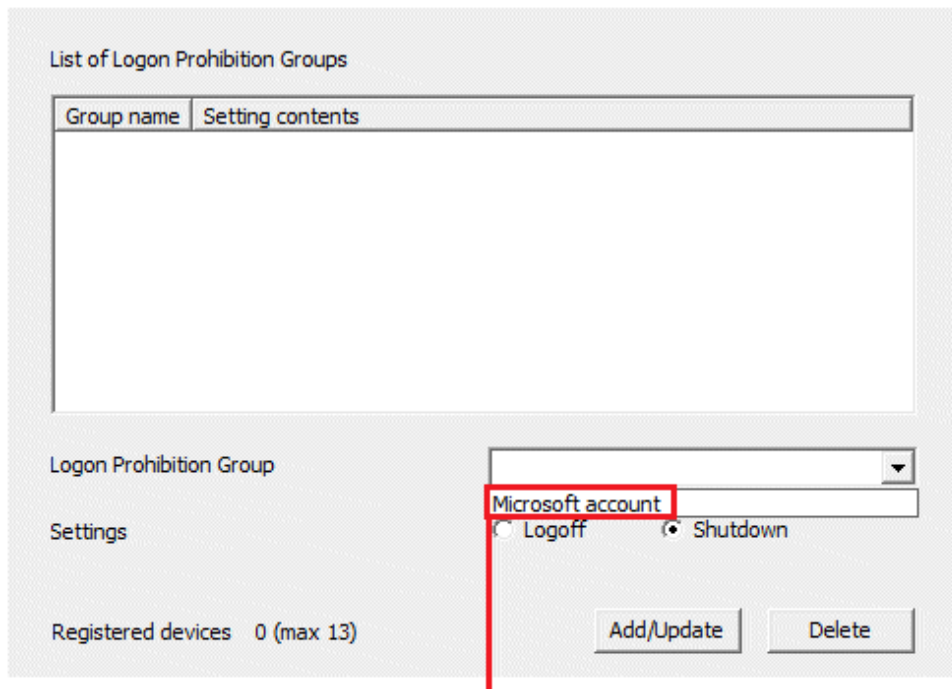 List of Logon Prohibition Groups
Group name Setting contents
Logon Prohibition Group
Microsoft account
Settings Logoff Shutdown
Registered devices 0 (max 13) Add/Update Delete